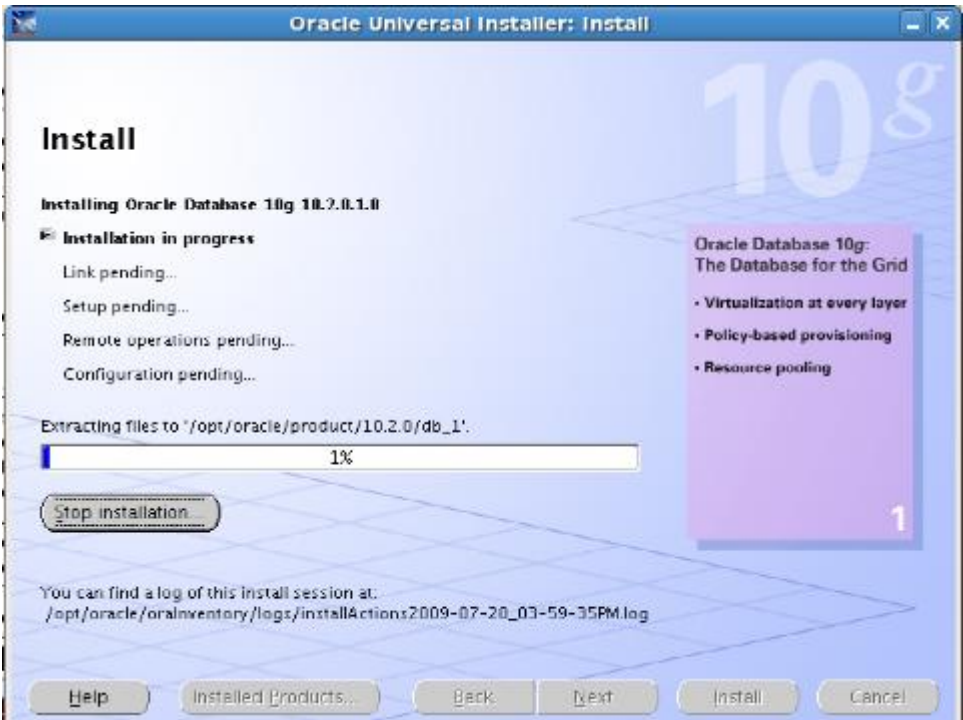 Oracle Universal Installer: Install
10g
Install
Installing Oracle Database 10g 10.2.0.1.0
Installation in progress
Link pending...
Setup pending...
Remote operations pending...
Configuration pending...
Oracle Database 10g:
The Database for the Grid
• Virtualization at every layer
• Policy-based provisioning
• Resource pooling
1
Extracting files to '/opt/oracle/product/10.2.0/db_1'.
1%
Stop installation...
You can find a log of this install session at:
/opt/oracle/oraInventory/logs/installActions2009-07-20_03-59-35PM.log
Help Installed Products... Back Next Install Cancel